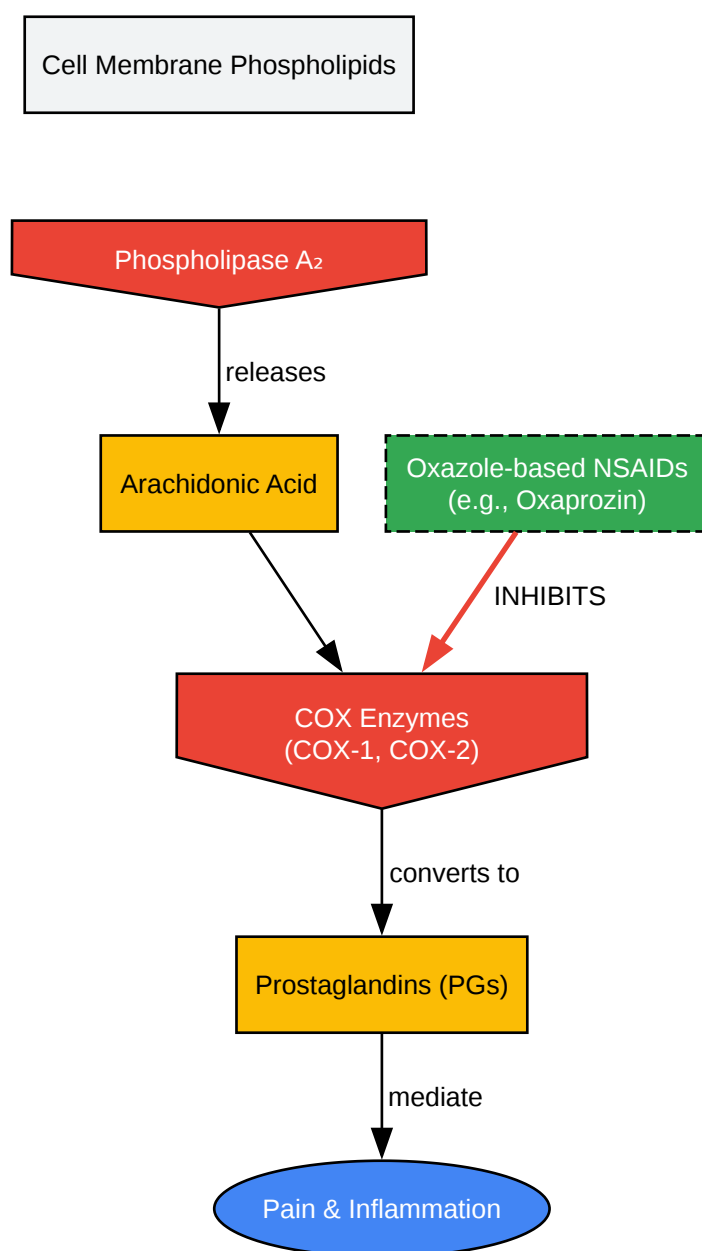 Cell Membrane Phospholipids
Phospholipase A₂
releases
Arachidonic Acid
Oxazole-based NSAIDs
(e.g., Oxaprozin)
INHIBITS
COX Enzymes
(COX-1, COX-2)
converts to
Prostaglandins (PGs)
mediate
Pain & Inflammation